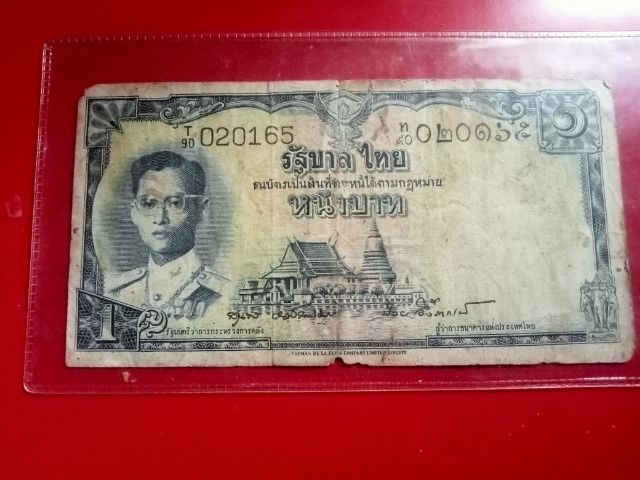 T/90 020165
ท/๙๐ ๐๒๐๑๖๕
๑
รัฐบาลไทย
ธนบัตรเป็นเงินที่ชำระหนี้ได้ตามกฎหมาย
หนึ่งบาท
1
รัฐมนตรีว่าการกระทรวงการคลัง
ผู้ว่าการธนาคารแห่งประเทศไทย
THOMAS DE LA RUE & COMPANY LIMITED LONDON